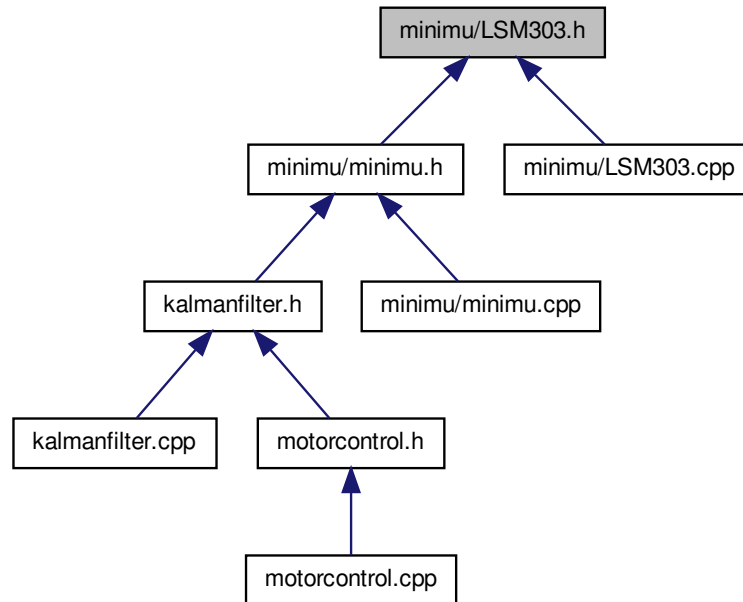 minimu/LSM303.h
minimu/minimu.h
minimu/LSM303.cpp
kalmanfilter.h
minimu/minimu.cpp
kalmanfilter.cpp
motorcontrol.h
motorcontrol.cpp